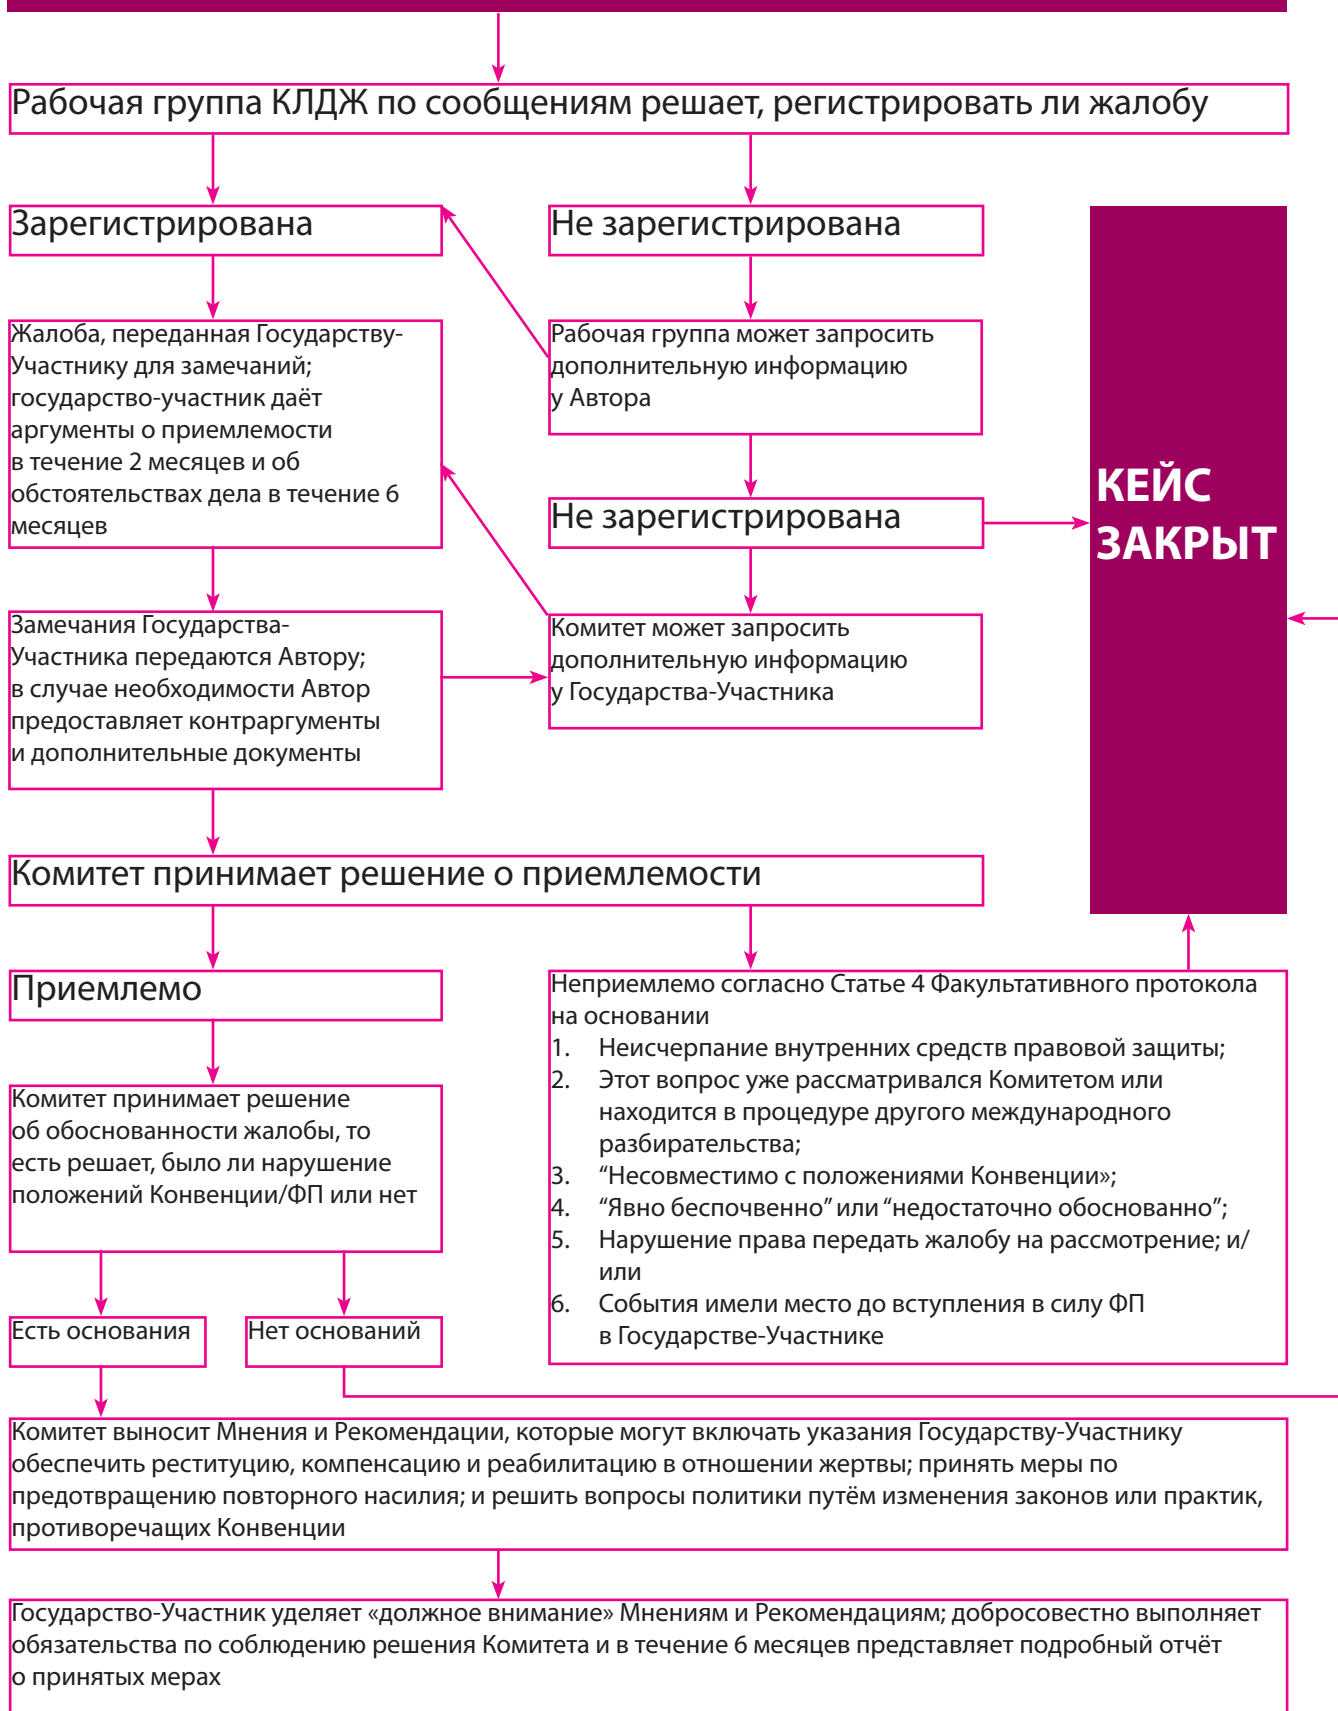 Рабочая группа КЛДЖ по сообщениям решает, регистрировать ли жалобу
Зарегистрирована
Не зарегистрирована
Жалоба, переданная Государству-
Участнику для замечаний;
государство-участник даёт
аргументы о приемлемости
в течение 2 месяцев и об
обстоятельствах дела в течение 6
месяцев
Рабочая группа может запросить
дополнительную информацию
у Автора
Не зарегистрирована
КЕЙС
ЗАКРЫТ
Замечания Государства-
Участника передаются Автору;
в случае необходимости Автор
предоставляет контраргументы
и дополнительные документы
Комитет может запросить
дополнительную информацию
у Государства-Участника
Комитет принимает решение о приемлемости
Приемлемо
Комитет принимает решение
об обоснованности жалобы, то
есть решает, было ли нарушение
положений Конвенции/ФП или нет
Неприемлемо согласно Статье 4 Факультативного протокола
на основании
1. Неисчерпание внутренних средств правовой защиты;
2. Этот вопрос уже рассматривался Комитетом или
находится в процедуре другого международного
разбирательства;
3. “Несовместимо с положениями Конвенции»;
4. “Явно беспочвенно” или “недостаточно обоснованно”;
5. Нарушение права передать жалобу на рассмотрение; и/
или
6. События имели место до вступления в силу ФП
в Государстве-Участнике
Есть основания
Нет оснований
Комитет выносит Мнения и Рекомендации, которые могут включать указания Государству-Участнику
обеспечить реституцию, компенсацию и реабилитацию в отношении жертвы; принять меры по
предотвращению повторного насилия; и решить вопросы политики путём изменения законов или практик,
противоречащих Конвенции
Государство-Участник уделяет «должное внимание» Мнениям и Рекомендациям; добросовестно выполняет
обязательства по соблюдению решения Комитета и в течение 6 месяцев представляет подробный отчёт
о принятых мерах